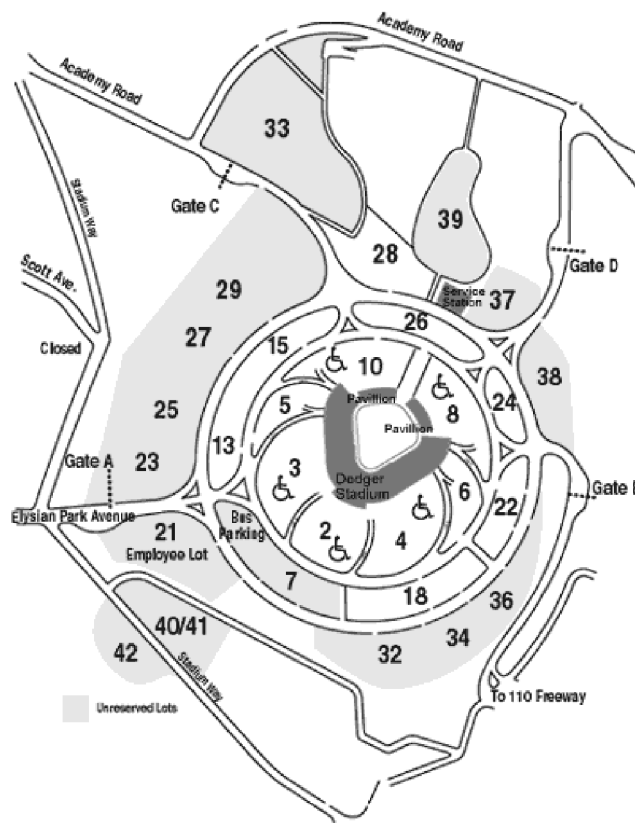 Academy Road
Academy Road
33
Gate C
Stadium Way
39
28
Gate D
Scott Ave.
29
Service
Station
37
26
27
15
Closed
10
38
Pavillion
5
8
24
25
Pavillion
13
Gate A
23
3
Dodger
Stadium
6
22
Gate E
Elysian Park Avenue
Bus
Parking
21
Employee Lot
2
4
7
18
36
40/41
34
42
32
Stadium Way
To 110 Freeway
Unreserved Lots